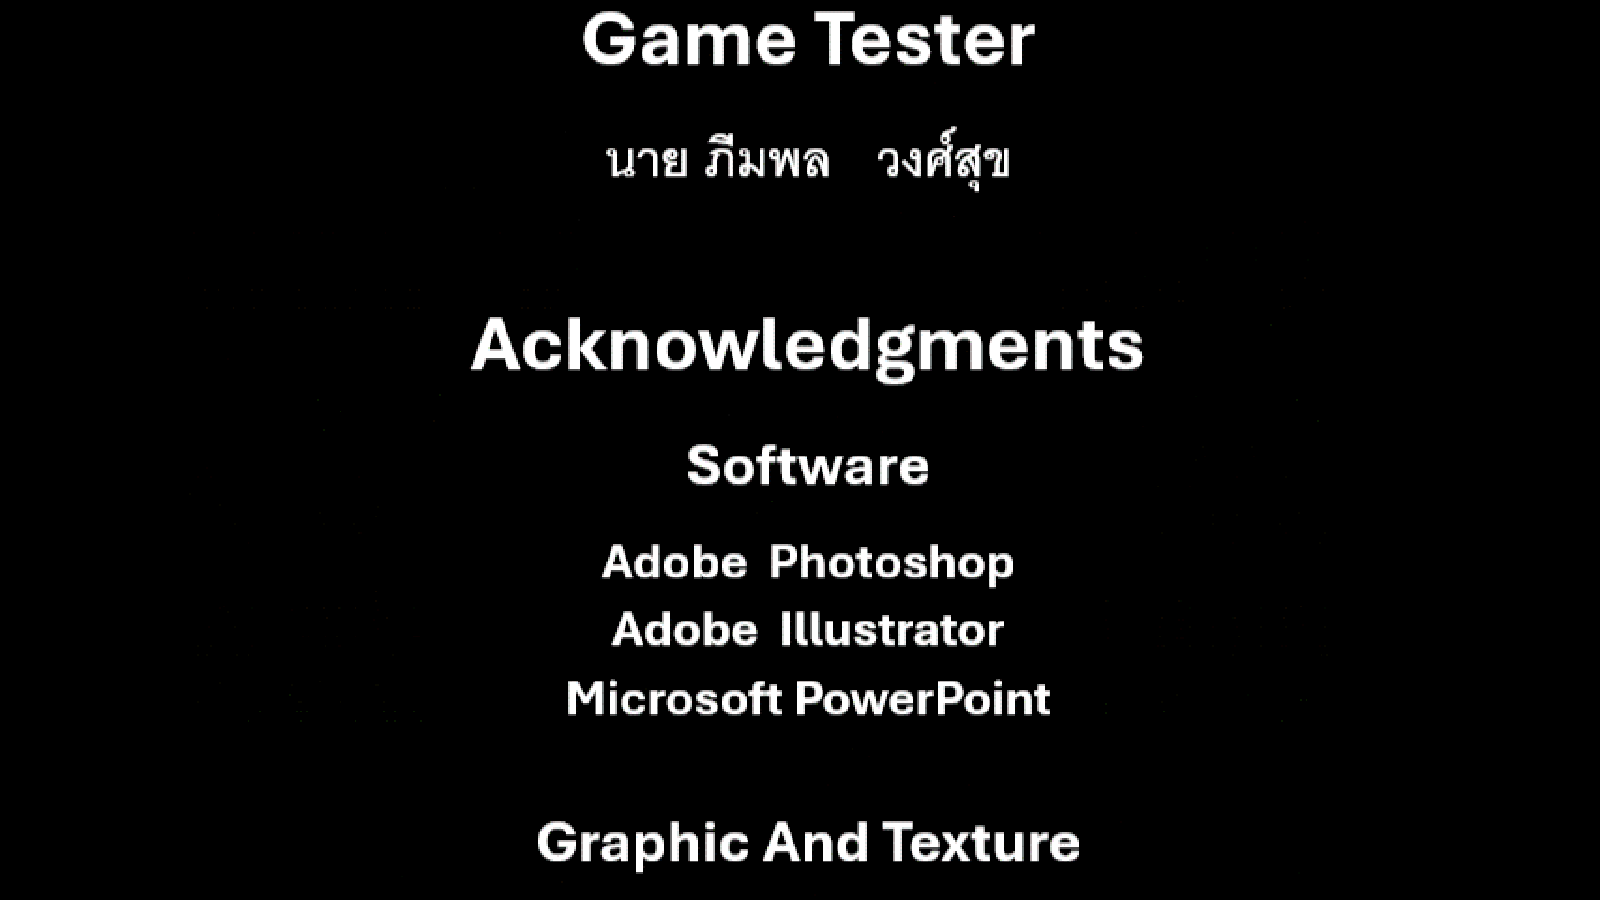 Game Tester
นาย ภีมพล วงศ์สุข
Acknowledgments
Software
Adobe Photoshop
Adobe Illustrator
Microsoft PowerPoint
Graphic And Texture